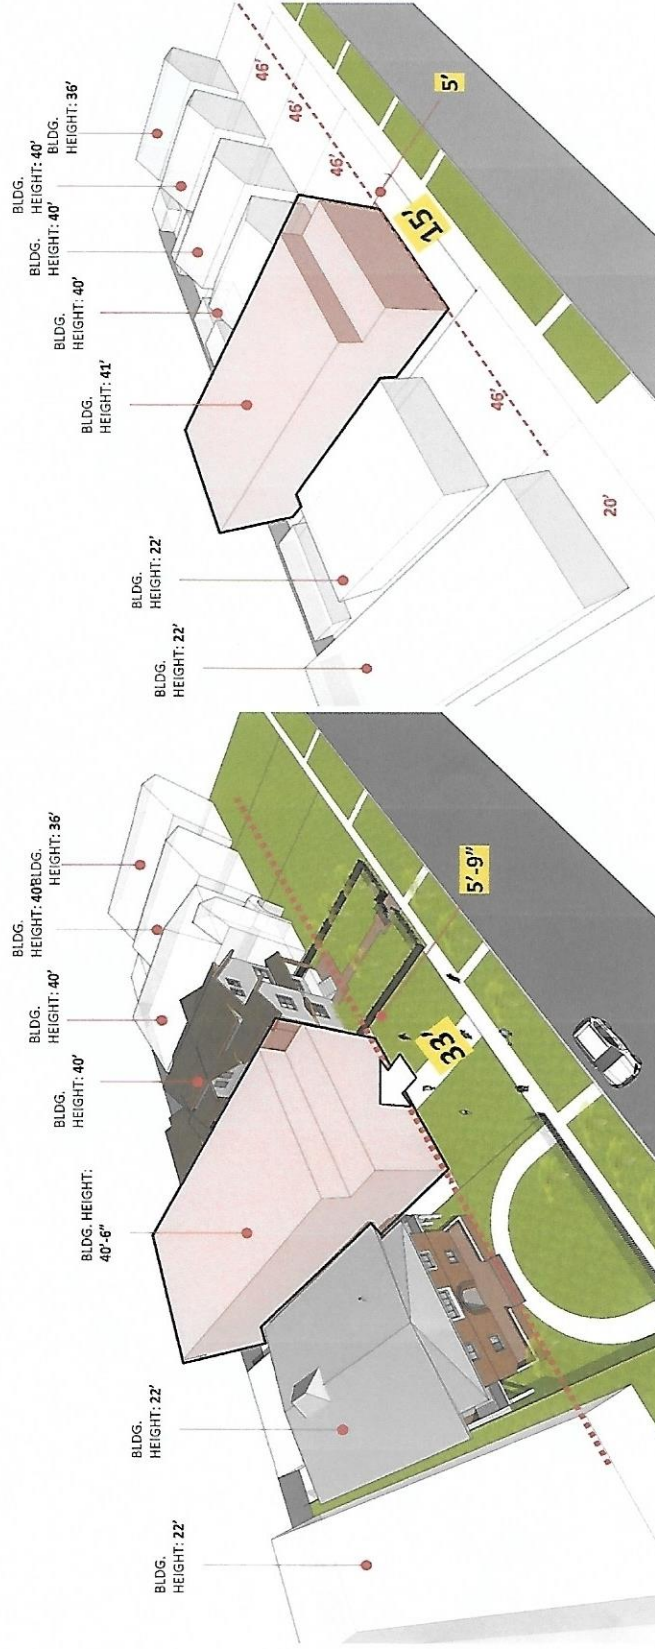 BLDG.
HEIGHT: 36'
BLDG.
HEIGHT: 40'
BLDG.
HEIGHT: 40'
BLDG.
HEIGHT: 40'
BLDG.
HEIGHT: 41'
BLDG.
HEIGHT: 22'
BLDG.
HEIGHT: 22'
46'
46'
46'
5'
15'
46'
20'
BLDG.
HEIGHT: 36'
BLDG.
HEIGHT: 40'
BLDG.
HEIGHT: 40'
BLDG.
HEIGHT: 40'
BLDG. HEIGHT:
40'-6"
BLDG.
HEIGHT: 22'
BLDG.
HEIGHT: 22'
5'-9"
33'